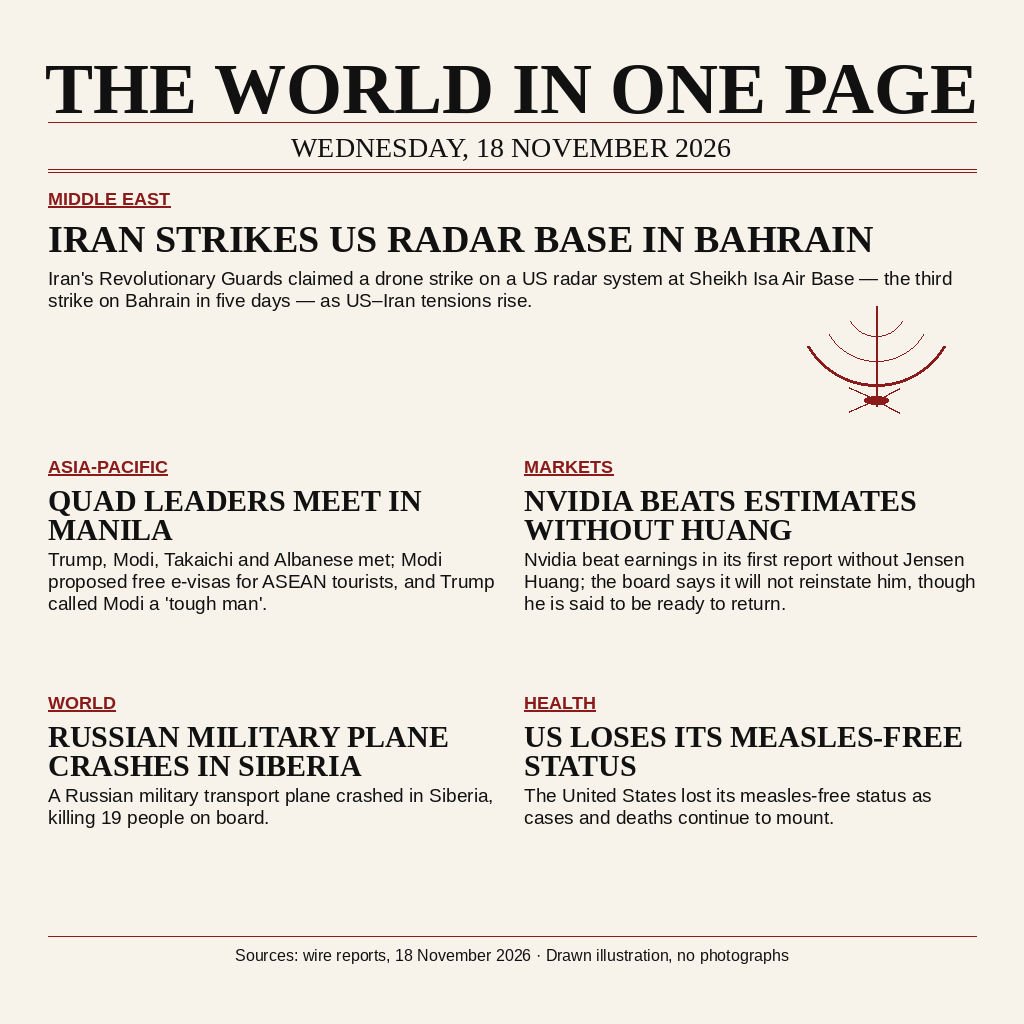 THE WORLD IN ONE PAGE
WEDNESDAY, 18 NOVEMBER 2026
MIDDLE EAST
IRAN STRIKES US RADAR BASE IN BAHRAIN
Iran's Revolutionary Guards claimed a drone strike on a US radar system at Sheikh Isa Air Base — the third
strike on Bahrain in five days — as US–Iran tensions rise.
ASIA-PACIFIC
QUAD LEADERS MEET IN
MANILA
Trump, Modi, Takaichi and Albanese met; Modi
proposed free e-visas for ASEAN tourists, and Trump
called Modi a 'tough man'.
MARKETS
NVIDIA BEATS ESTIMATES
WITHOUT HUANG
Nvidia beat earnings in its first report without Jensen
Huang; the board says it will not reinstate him, though
he is said to be ready to return.
WORLD
RUSSIAN MILITARY PLANE
CRASHES IN SIBERIA
A Russian military transport plane crashed in Siberia,
killing 19 people on board.
HEALTH
US LOSES ITS MEASLES-FREE
STATUS
The United States lost its measles-free status as
cases and deaths continue to mount.
Sources: wire reports, 18 November 2026 · Drawn illustration, no photographs